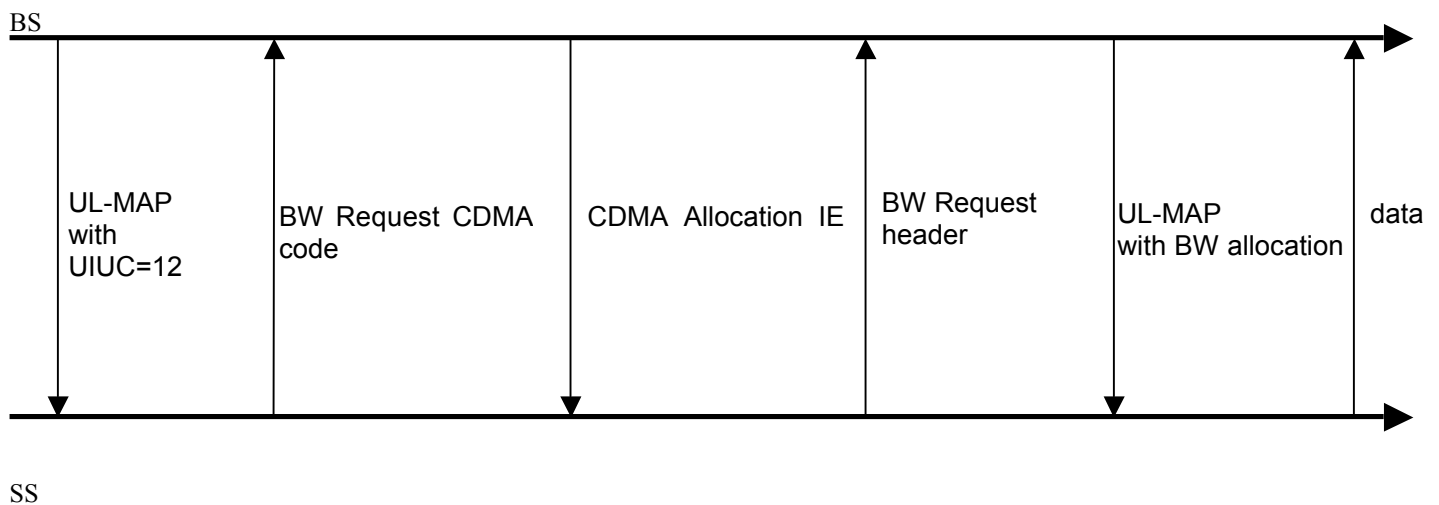 BS
UL-MAP
with
UIUC=12
BW Request CDMA
code
CDMA Allocation IE
BW Request
header
UL-MAP
with BW allocation
data
SS